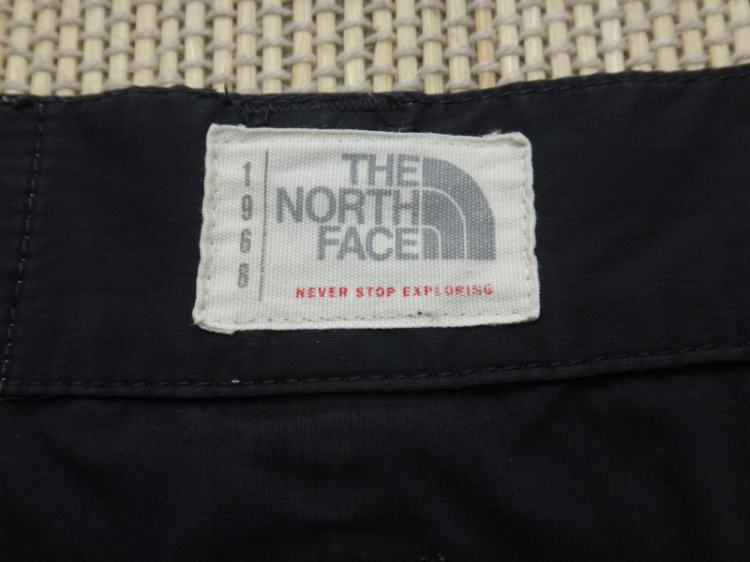 1966
THE
NORTH
FACE
NEVER STOP EXPLORING